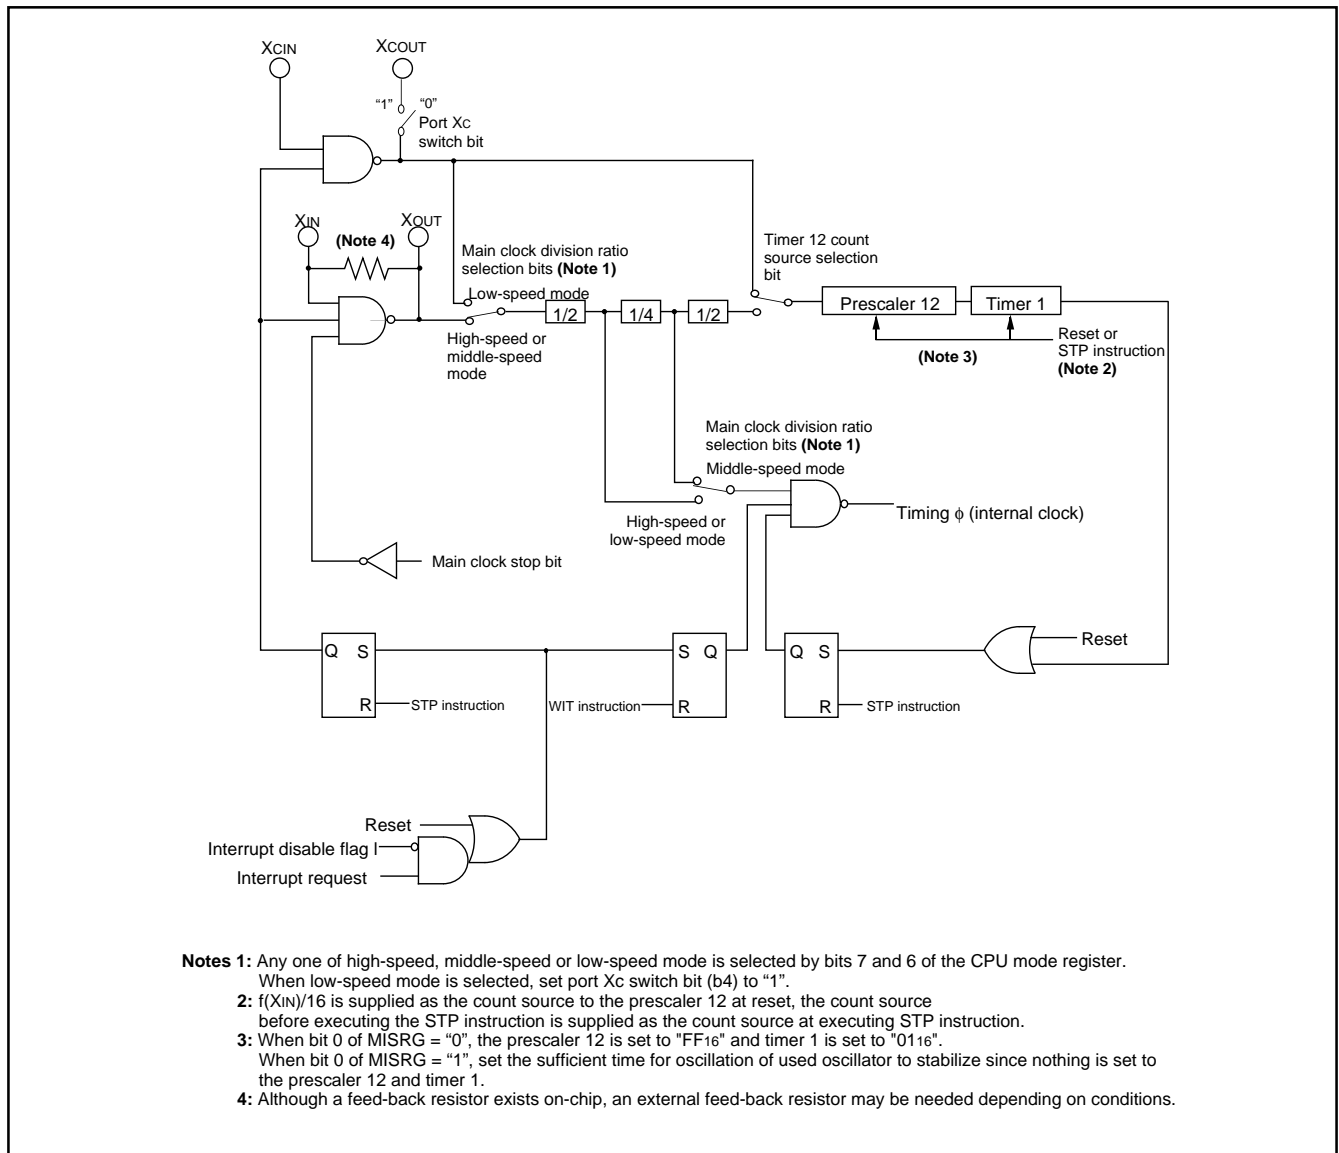 XCIN
XCOUT
“1” “0”
Port XC
switch bit
XIN
(Note 4)
XOUT
Main clock division ratio
selection bits (Note 1)
Low-speed mode
High-speed or
middle-speed
mode
1/2
1/4
1/2
Timer 12 count
source selection
bit
Prescaler 12
Timer 1
(Note 3)
Reset or
STP instruction
(Note 2)
Main clock division ratio
selection bits (Note 1)
Middle-speed mode
High-speed or
low-speed mode
Timing ϕ (internal clock)
Main clock stop bit
Q S
R
STP instruction
WIT instruction
S Q
R
Q S
R
STP instruction
Reset
Reset
Interrupt disable flag I
Interrupt request
Notes 1: Any one of high-speed, middle-speed or low-speed mode is selected by bits 7 and 6 of the CPU mode register.
When low-speed mode is selected, set port Xc switch bit (b4) to “1”.
2: f(XIN)/16 is supplied as the count source to the prescaler 12 at reset, the count source
before executing the STP instruction is supplied as the count source at executing STP instruction.
3: When bit 0 of MISRG = “0”, the prescaler 12 is set to "FF16" and timer 1 is set to "0116".
When bit 0 of MISRG = “1”, set the sufficient time for oscillation of used oscillator to stabilize since nothing is set to
the prescaler 12 and timer 1.
4: Although a feed-back resistor exists on-chip, an external feed-back resistor may be needed depending on conditions.